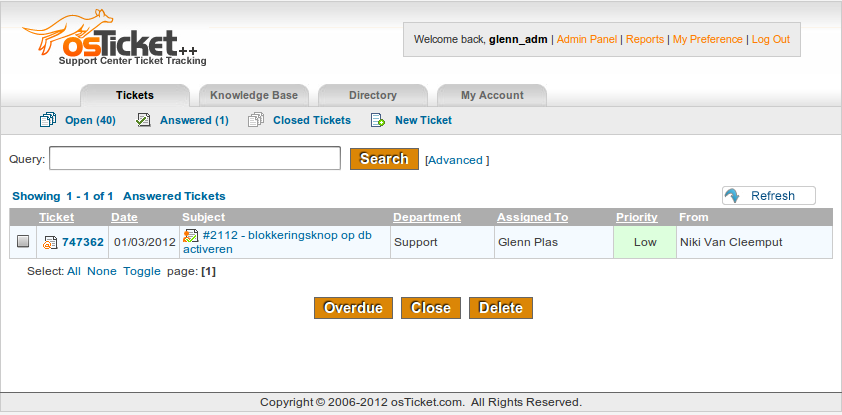 osTicket++
Support Center Ticket Tracking
Welcome back, glenn_adm | Admin Panel | Reports | My Preference | Log Out
Tickets Knowledge Base Directory My Account
Open (40) Answered (1) Closed Tickets New Ticket
Query: Search [Advanced ]
Showing 1 - 1 of 1 Answered Tickets Refresh
Ticket Date Subject Department Assigned To Priority From
747362 01/03/2012 #2112 - blokkeringsknop op db activeren Support Glenn Plas Low Niki Van Cleemput
Select: All None Toggle page: [1]
Overdue Close Delete
Copyright © 2006-2012 osTicket.com. All Rights Reserved.